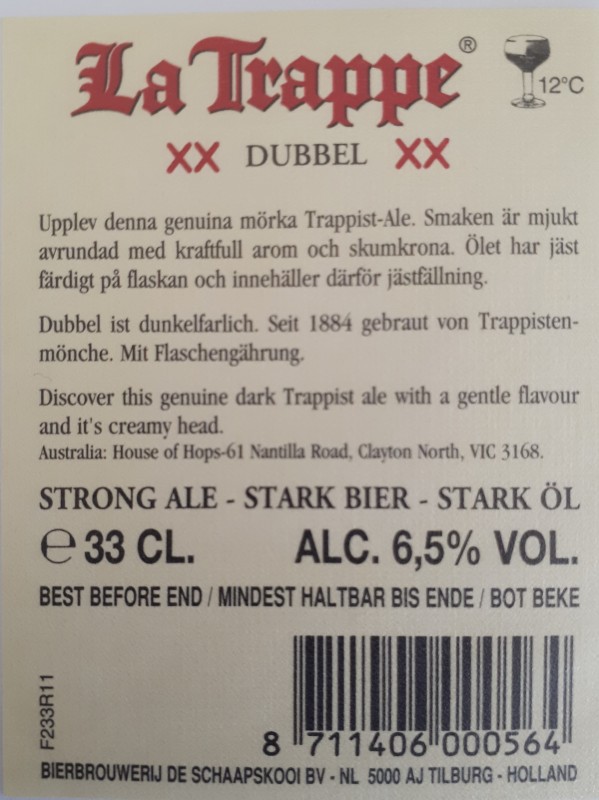 La Trappe®
12°C
XX DUBBEL XX
Upplev denna genuina mörka Trappist-Ale. Smaken är mjukt
avrundad med kraftfull arom och skumkrona. Ölet har jäst
färdigt på flaskan och innehäller därför jästfällning.
Dubbel ist dunkelfarlich. Seit 1884 gebraut von Trappisten-
mönche. Mit Flaschengährung.
Discover this genuine dark Trappist ale with a gentle flavour
and it's creamy head.
Australia: House of Hops-61 Nantilla Road, Clayton North, VIC 3168.
STRONG ALE - STARK BIER - STARK ÖL
℮ 33 CL. ALC. 6,5% VOL.
BEST BEFORE END / MINDEST HALTBAR BIS ENDE / BOT BEKE
F233R11
8 711406 000564
BIERBROUWERIJ DE SCHAAPSKOOI BV - NL 5000 AJ TILBURG - HOLLAND